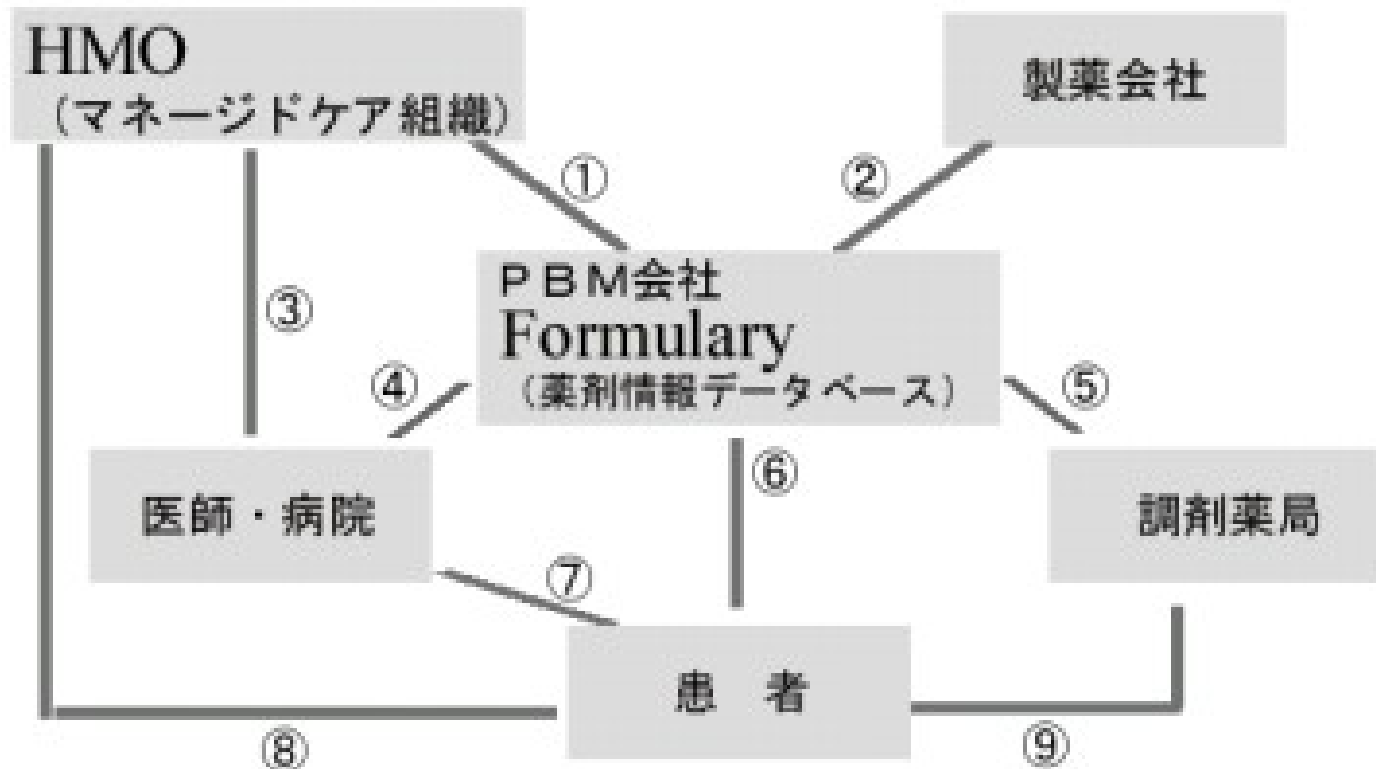 HMO
（マネージドケア組織）
製薬会社
①
②
ＰＢＭ会社
Formulary
（薬剤情報データベース）
③
④
⑤
医師・病院
⑥
調剤薬局
⑦
患　者
⑧
⑨